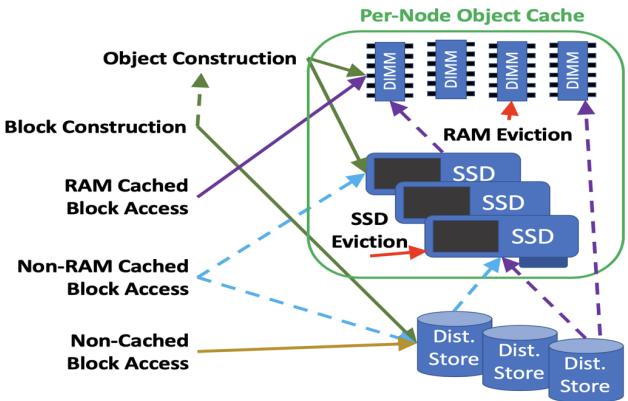 Per-Node Object Cache
Object Construction
DIMM
DIMM
DIMM
DIMM
Block Construction
RAM Eviction
RAM Cached
Block Access
SSD
SSD
SSD
SSD
Eviction
Non-RAM Cached
Block Access
Non-Cached
Block Access
Dist.
Store
Dist.
Store
Dist.
Store